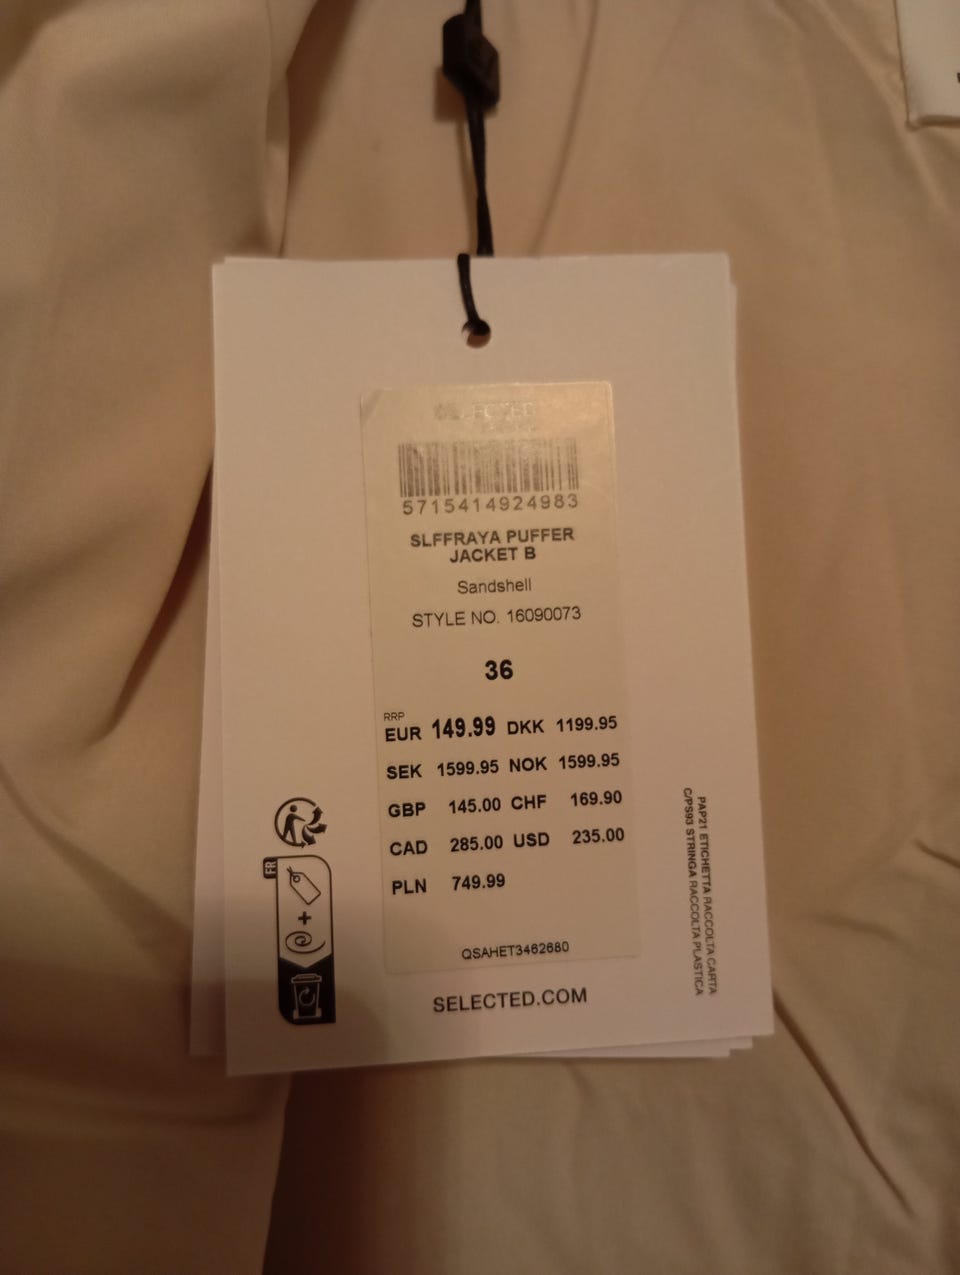 SELECTED
5715414924983
SLFFRAYA PUFFER
JACKET B
Sandshell
STYLE NO. 16090073
36
RRP
EUR 149.99 DKK 1199.95
SEK 1599.95 NOK 1599.95
GBP 145.00 CHF 169.90
CAD 285.00 USD 235.00
PLN 749.99
QSAHET3462680
SELECTED.COM
FR
PAP21 ETICHETTA RACCOLTA CARTA
C/PS93 STRINGA RACCOLTA PLASTICA